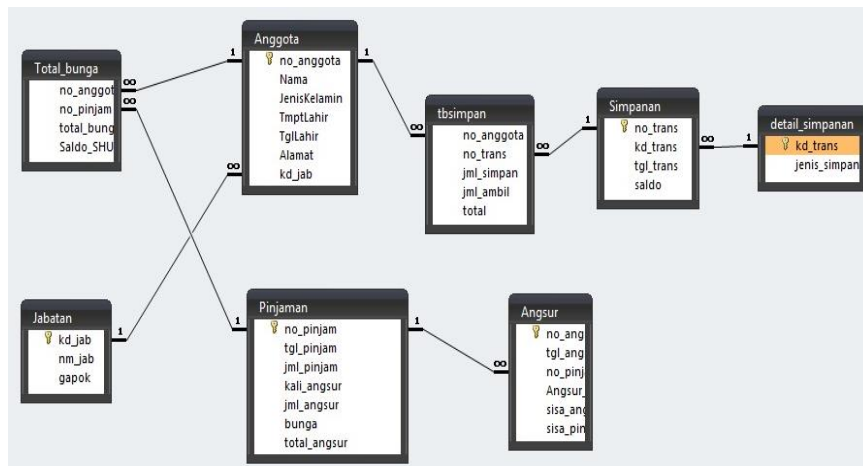 Total_bunga
no_anggot
no_pinjam
total_bung
Saldo_SHU
Anggota
no_anggota
Nama
JenisKelamin
TmptLahir
TglLahir
Alamat
kd_jab
tbsimpan
no_anggota
no_trans
jml_simpan
jml_ambil
total
Simpanan
no_trans
kd_trans
tgl_trans
saldo
detail_simpanan
kd_trans
jenis_simpan
Jabatan
kd_jab
nm_jab
gapok
Pinjaman
no_pinjam
tgl_pinjam
jml_pinjam
kali_angsur
jml_angsur
bunga
total_angsur
Angsur
no_ang
tgl_ang
no_pinj
Angsur_
sisa_ang
sisa_pin
1
∞
∞
1
∞
∞
1
∞
1
∞
1
1
1
∞